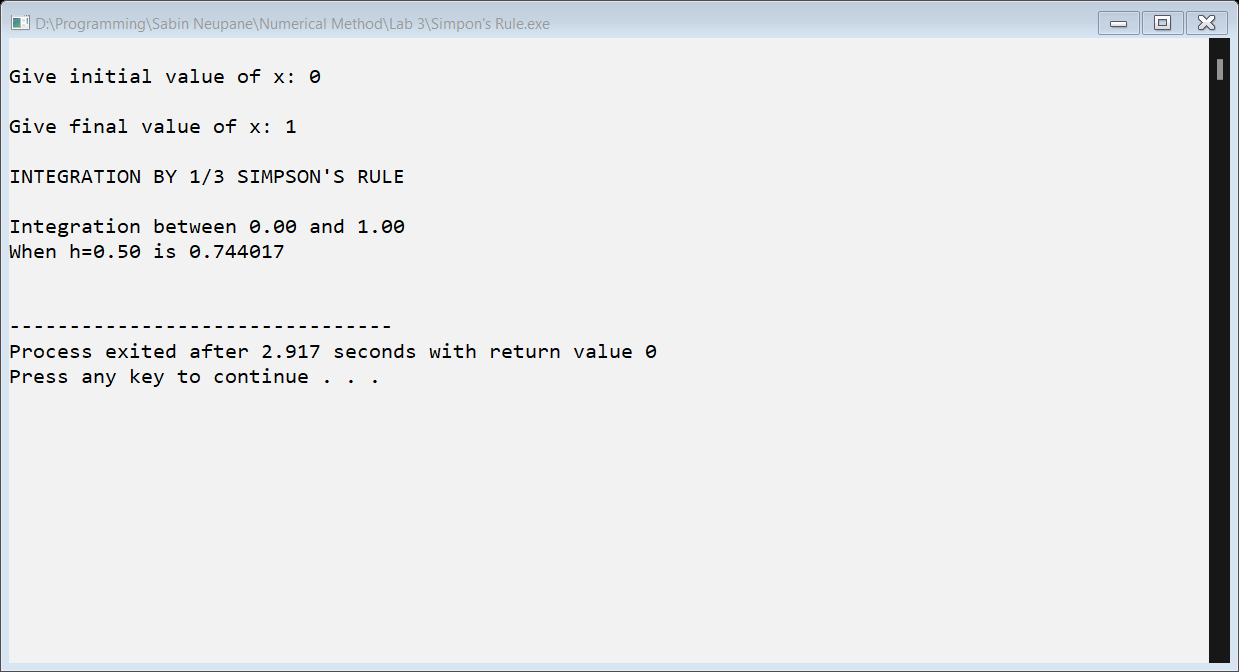 D:\Programming\Sabin Neupane\Numerical Method\Lab 3\Simpon's Rule.exe
Give initial value of x: 0
Give final value of x: 1
INTEGRATION BY 1/3 SIMPSON'S RULE
Integration between 0.00 and 1.00
When h=0.50 is 0.744017
--------------------------------
Process exited after 2.917 seconds with return value 0
Press any key to continue . . .